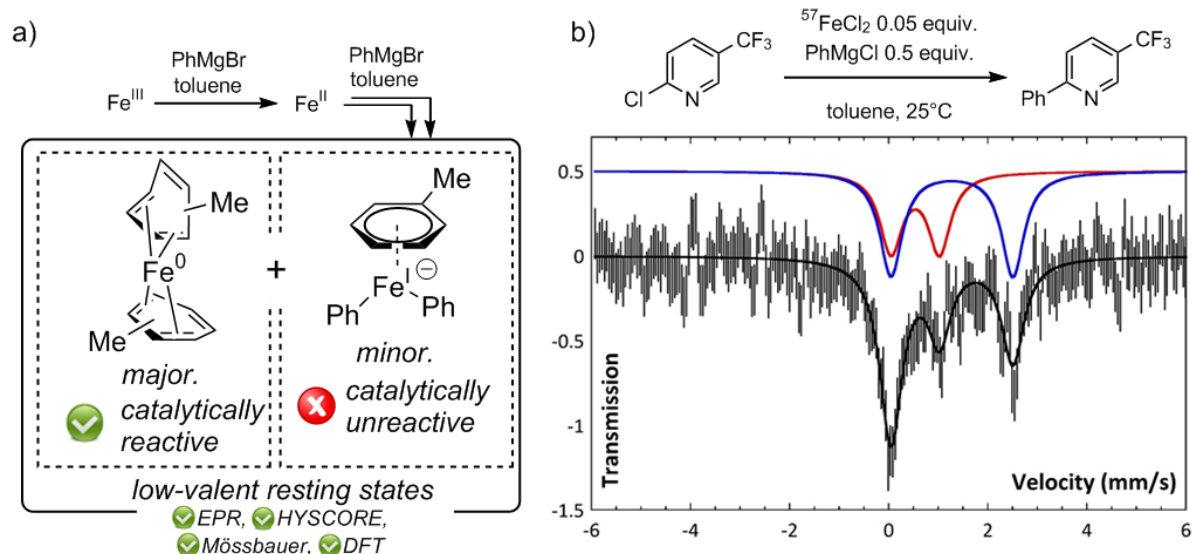 a)
PhMgBr
toluene
Fe^III
Fe^II
PhMgBr
toluene
Me
Fe^0
Me
major.
catalytically
reactive
+
Me
Fe^I ⊖
Ph
Ph
minor.
catalytically
unreactive
low-valent resting states
EPR, HYSCORE,
Mössbauer, DFT
b)
CF3
Cl
N
57FeCl2 0.05 equiv.
PhMgCl 0.5 equiv.
toluene, 25°C
CF3
Ph
N
0.5
0
-0.5
-1
-1.5
Transmission
Velocity (mm/s)
-6 -4 -2 0 2 4 6